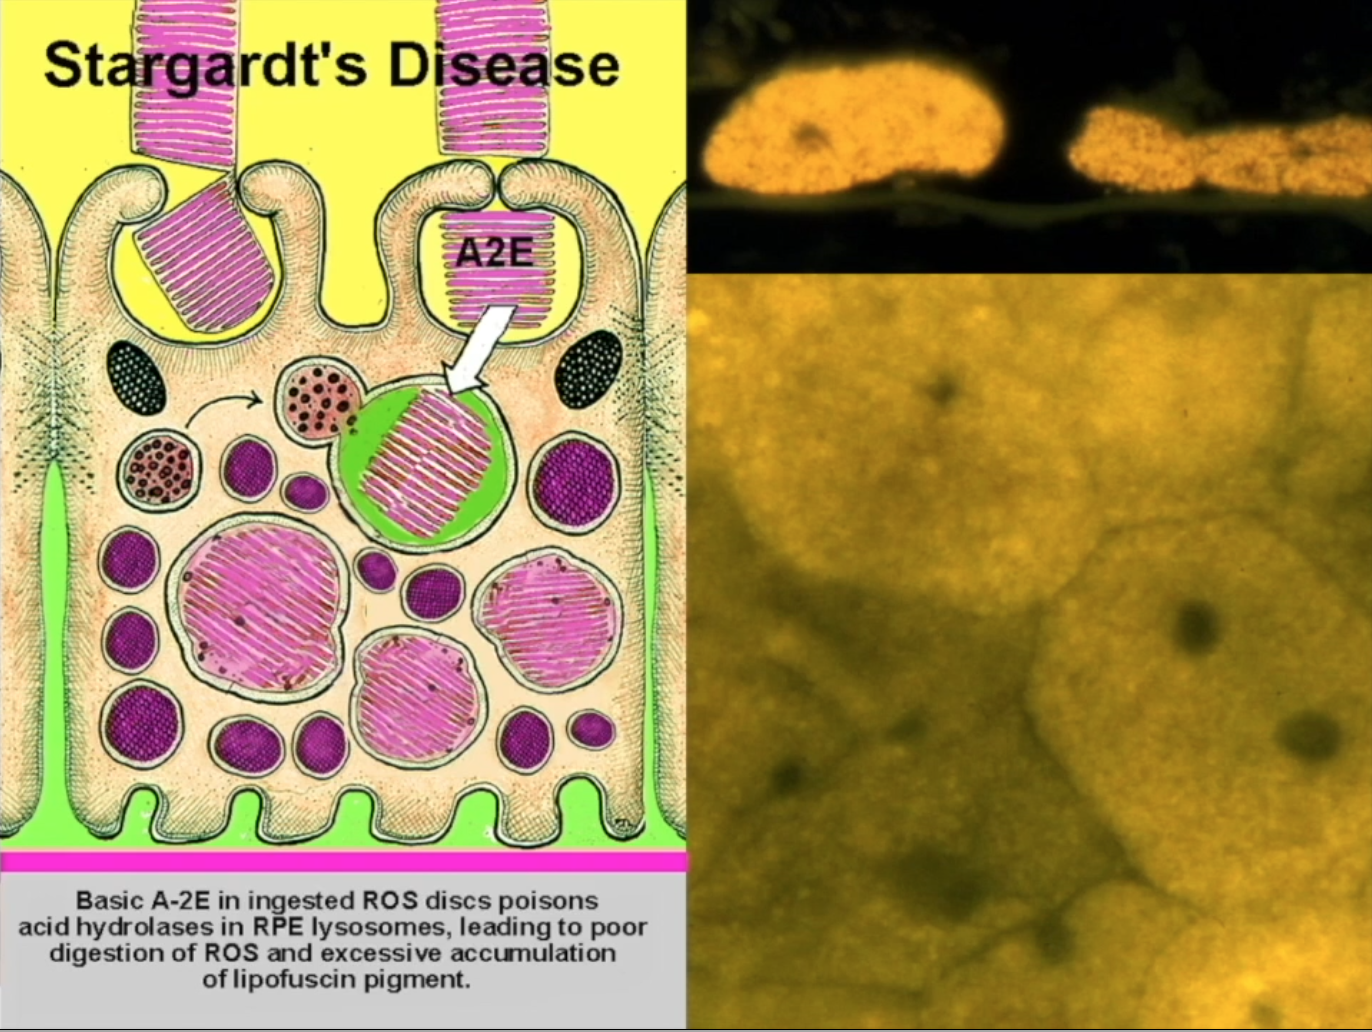 Stargardt's Disease
A2E
Basic A-2E in ingested ROS discs poisons
acid hydrolases in RPE lysosomes, leading to poor
digestion of ROS and excessive accumulation
of lipofuscin pigment.